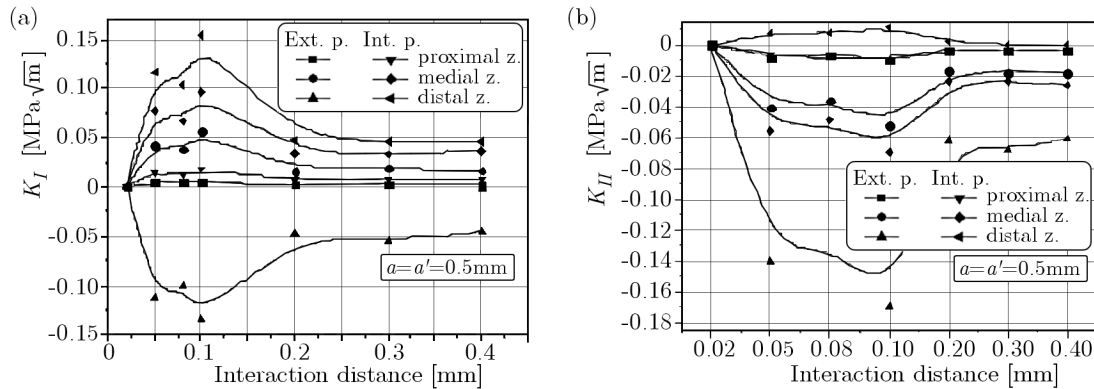 (a)
K_I [MPa√m]
0.15
0.10
0.05
0
-0.05
-0.10
-0.15
Ext. p. Int. p.
proximal z.
medial z.
distal z.
a=a′=0.5mm
0 0.05 0.1 0.2 0.3 0.4
Interaction distance [mm]
(b)
K_II [MPa√m]
0
-0.02
-0.04
-0.06
-0.08
-0.10
-0.12
-0.14
-0.16
-0.18
Ext. p. Int. p.
proximal z.
medial z.
distal z.
a=a′=0.5mm
0.02 0.05 0.08 0.10 0.20 0.30 0.40
Interaction distance [mm]